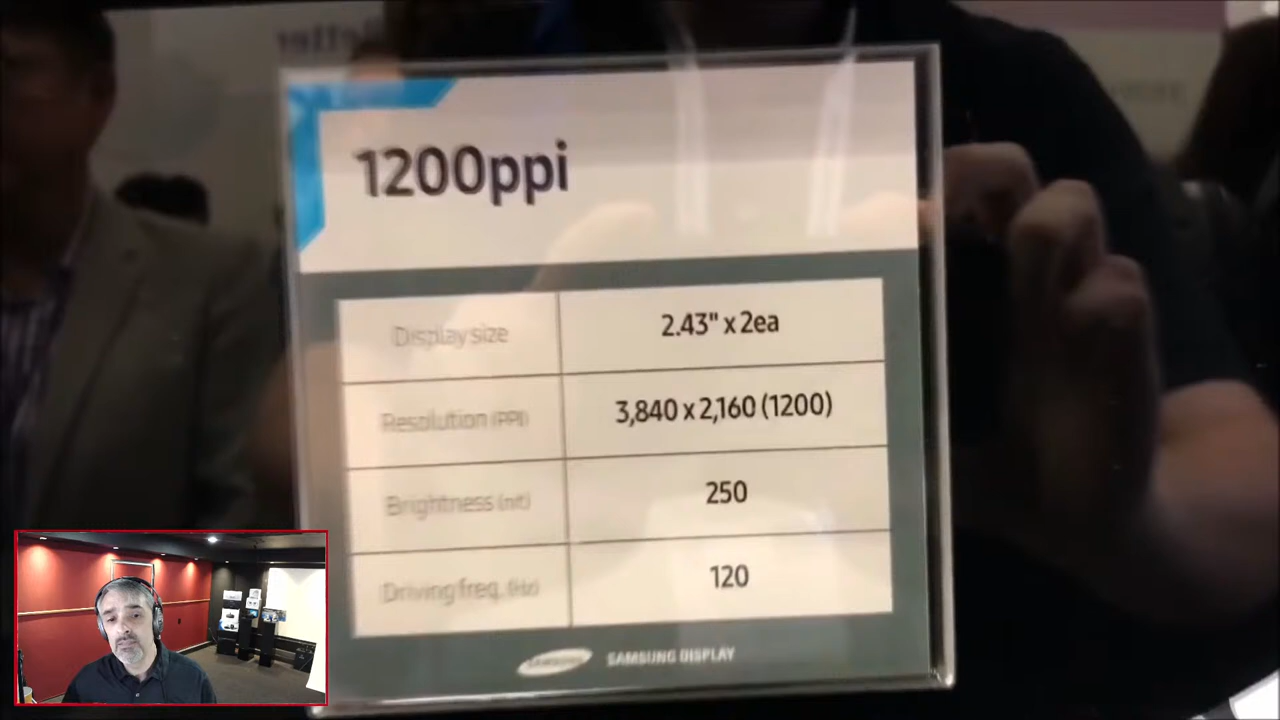 1200ppi
Display size 2.43" x 2ea
Resolution (PPI) 3,840 x 2,160 (1200)
Brightness (nit) 250
Driving freq. (Hz) 120
SAMSUNG SAMSUNG DISPLAY